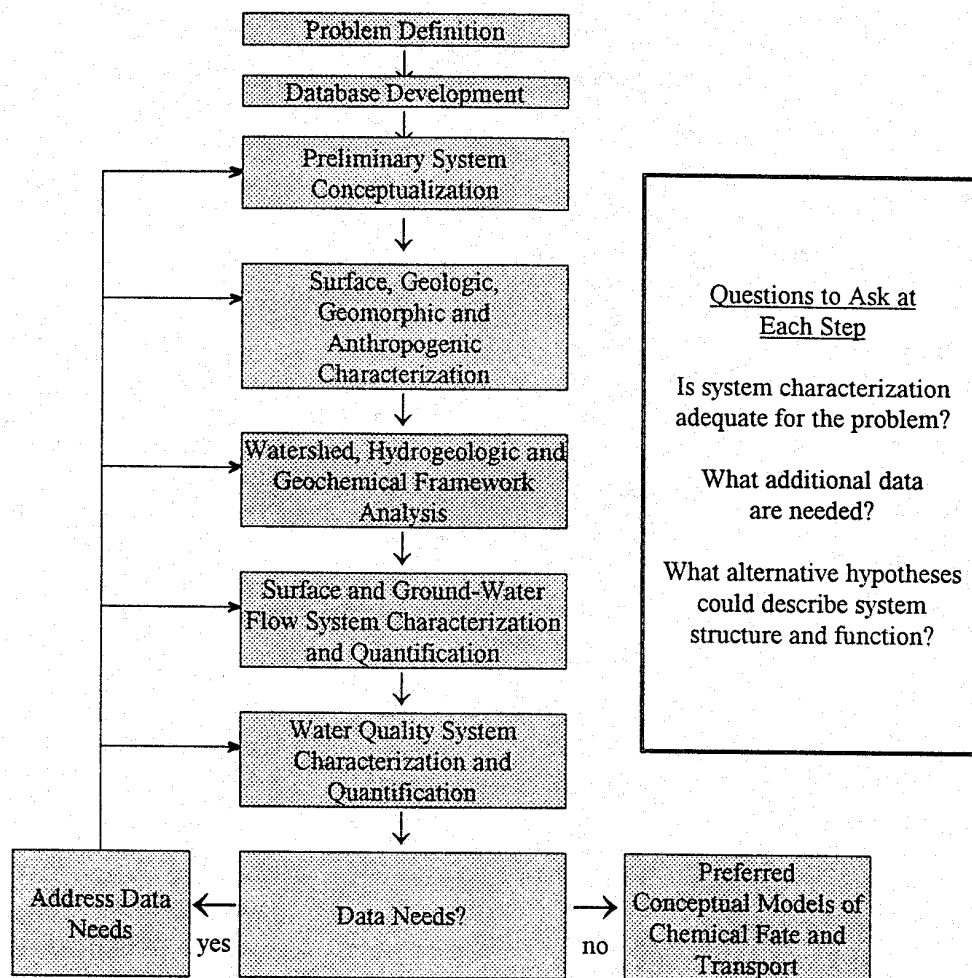 Problem Definition
Database Development
Preliminary System
Conceptualization
Surface, Geologic,
Geomorphic and
Anthropogenic
Characterization
Watershed, Hydrogeologic and
Geochemical Framework
Analysis
Surface and Ground-Water
Flow System Characterization
and Quantification
Water Quality System
Characterization and
Quantification
Address Data
Needs
yes
Data Needs?
no
Preferred
Conceptual Models of
Chemical Fate and
Transport
Questions to Ask at
Each Step
Is system characterization
adequate for the problem?
What additional data
are needed?
What alternative hypotheses
could describe system
structure and function?